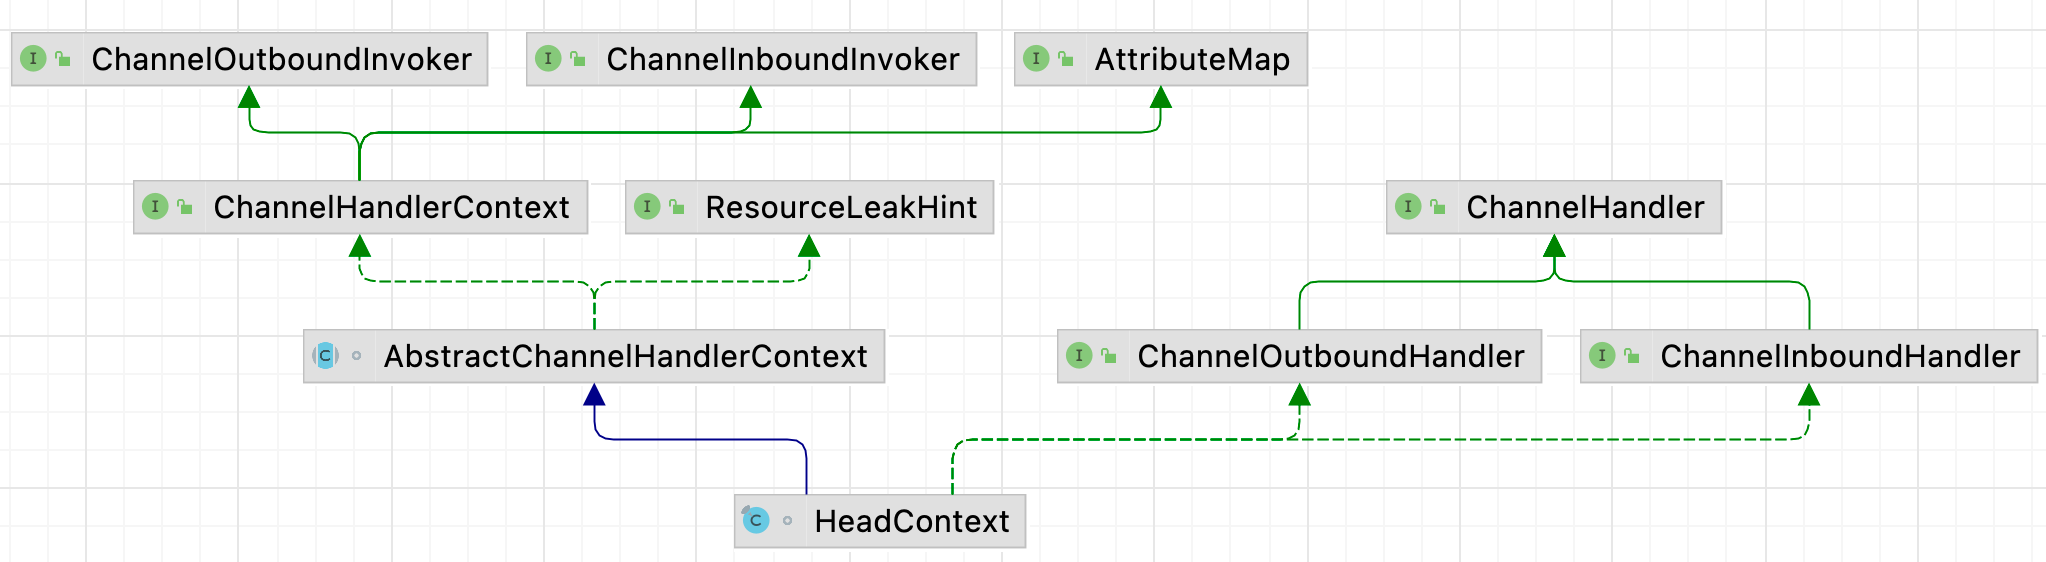 I ChannelOutboundInvoker
I ChannelInboundInvoker
I AttributeMap
I ChannelHandlerContext
I ResourceLeakHint
I ChannelHandler
C AbstractChannelHandlerContext
I ChannelOutboundHandler
I ChannelInboundHandler
C HeadContext